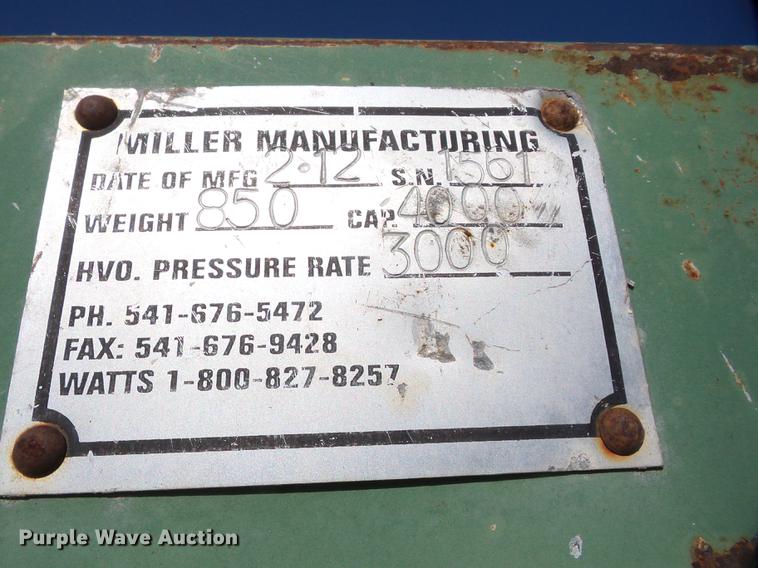 MILLER MANUFACTURING
DATE OF MFG 2-12 S.N. 1561
WEIGHT 850 CAP. 4000
HVO. PRESSURE RATE 3000
PH. 541-676-5472
FAX: 541-676-9428
WATTS 1-800-827-8257
Purple Wave Auction